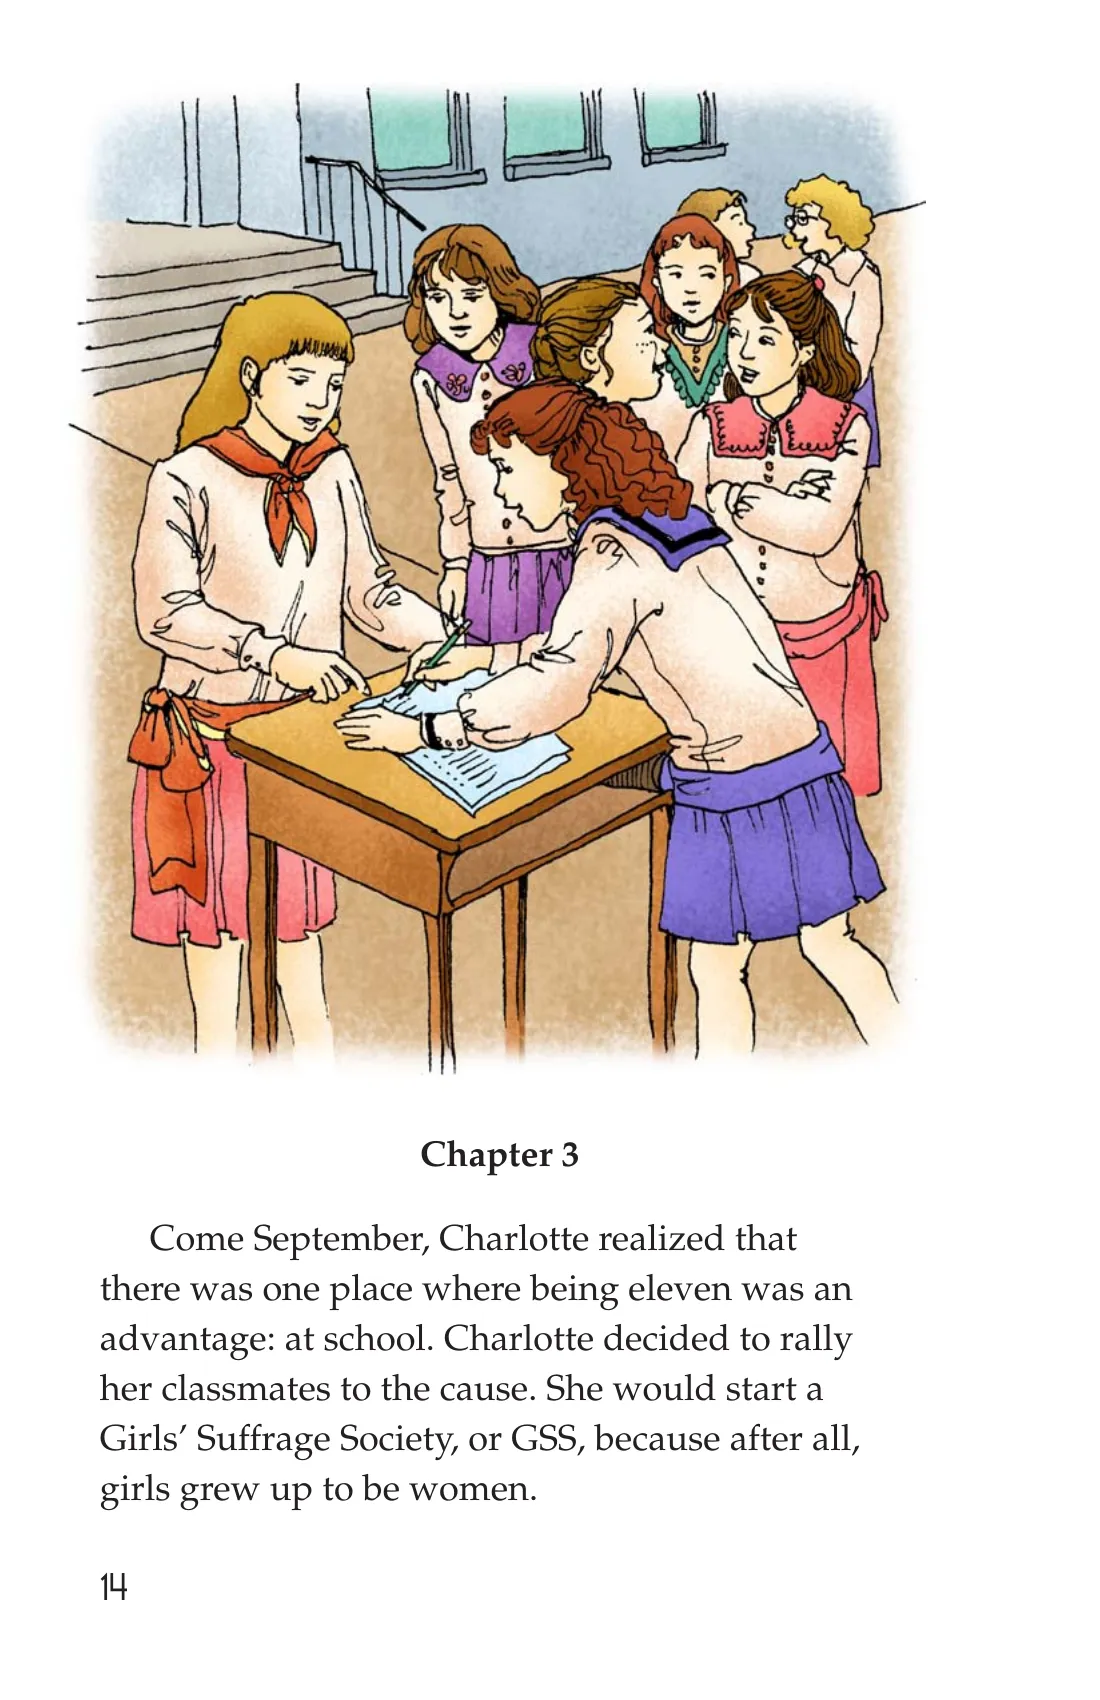 Chapter 3
Come September, Charlotte realized that
there was one place where being eleven was an
advantage: at school. Charlotte decided to rally
her classmates to the cause. She would start a
Girls’ Suffrage Society, or GSS, because after all,
girls grew up to be women.
14